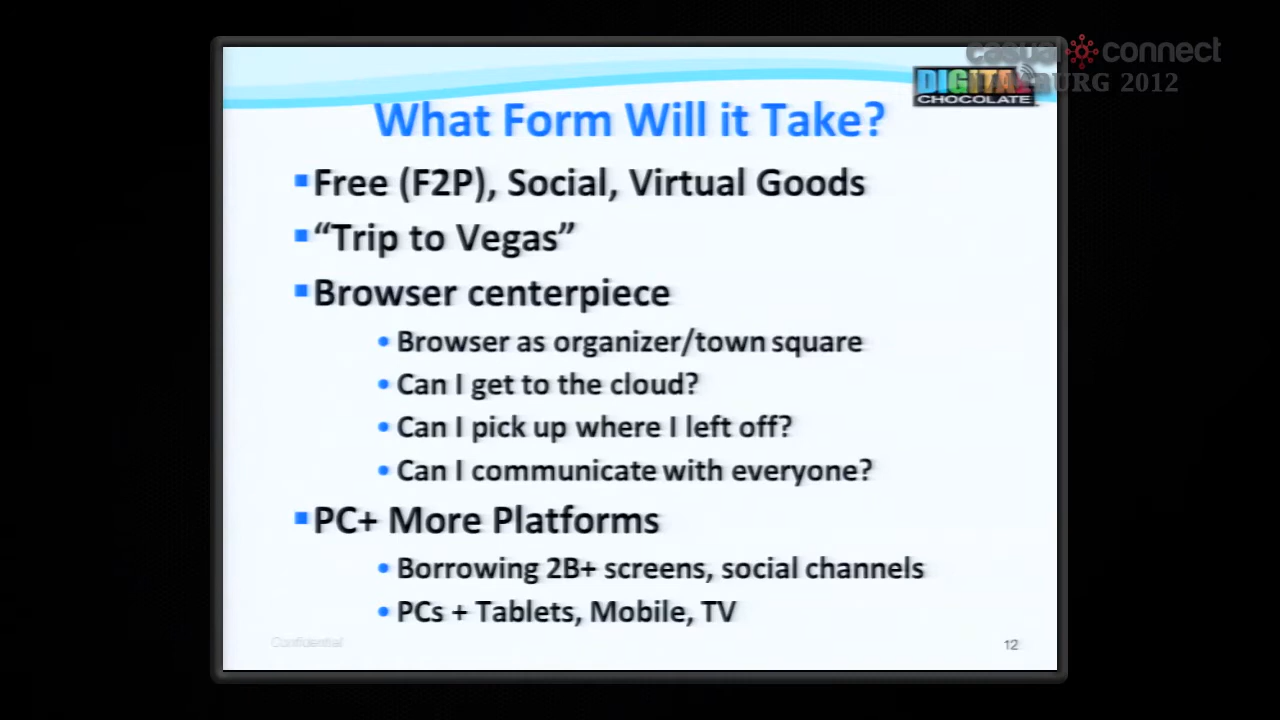 casual connect
HAMBURG 2012
DIGITAL
CHOCOLATE
What Form Will it Take?
Free (F2P), Social, Virtual Goods
“Trip to Vegas”
Browser centerpiece
Browser as organizer/town square
Can I get to the cloud?
Can I pick up where I left off?
Can I communicate with everyone?
PC+ More Platforms
Borrowing 2B+ screens, social channels
PCs + Tablets, Mobile, TV
Confidential
12